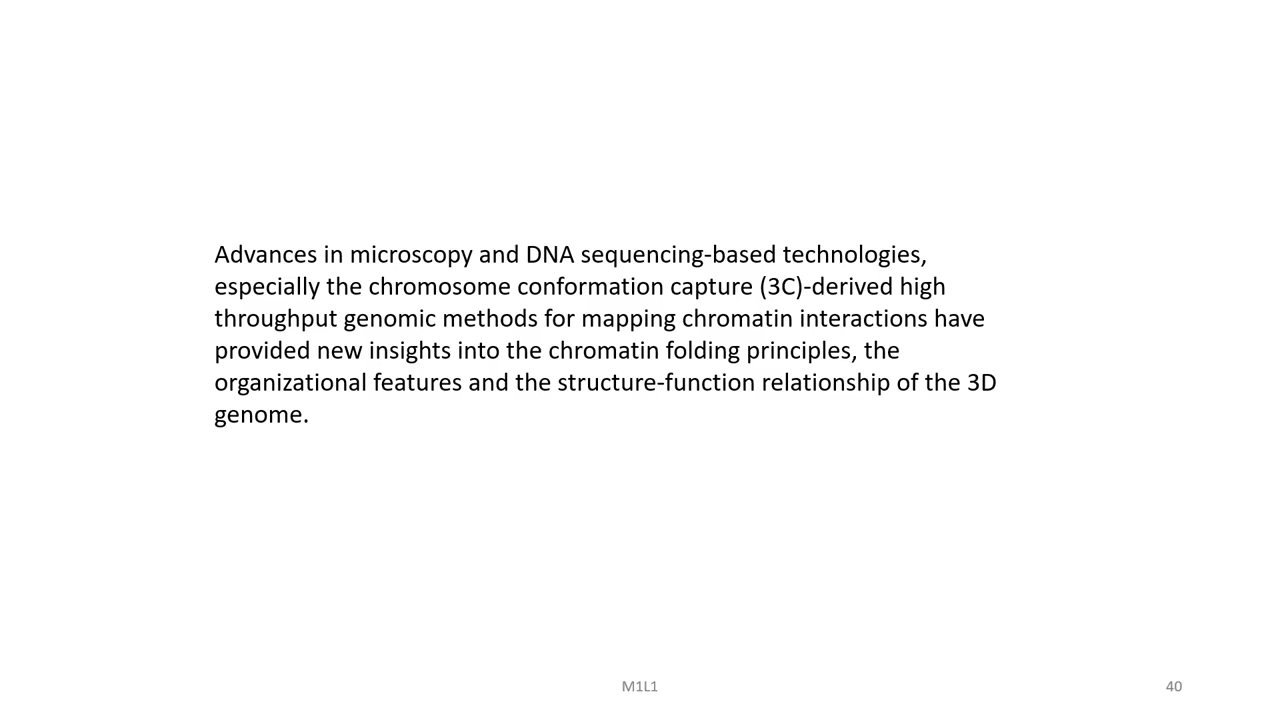 Advances in microscopy and DNA sequencing-based technologies,
especially the chromosome conformation capture (3C)-derived high
throughput genomic methods for mapping chromatin interactions have
provided new insights into the chromatin folding principles, the
organizational features and the structure-function relationship of the 3D
genome.
M1L1
40